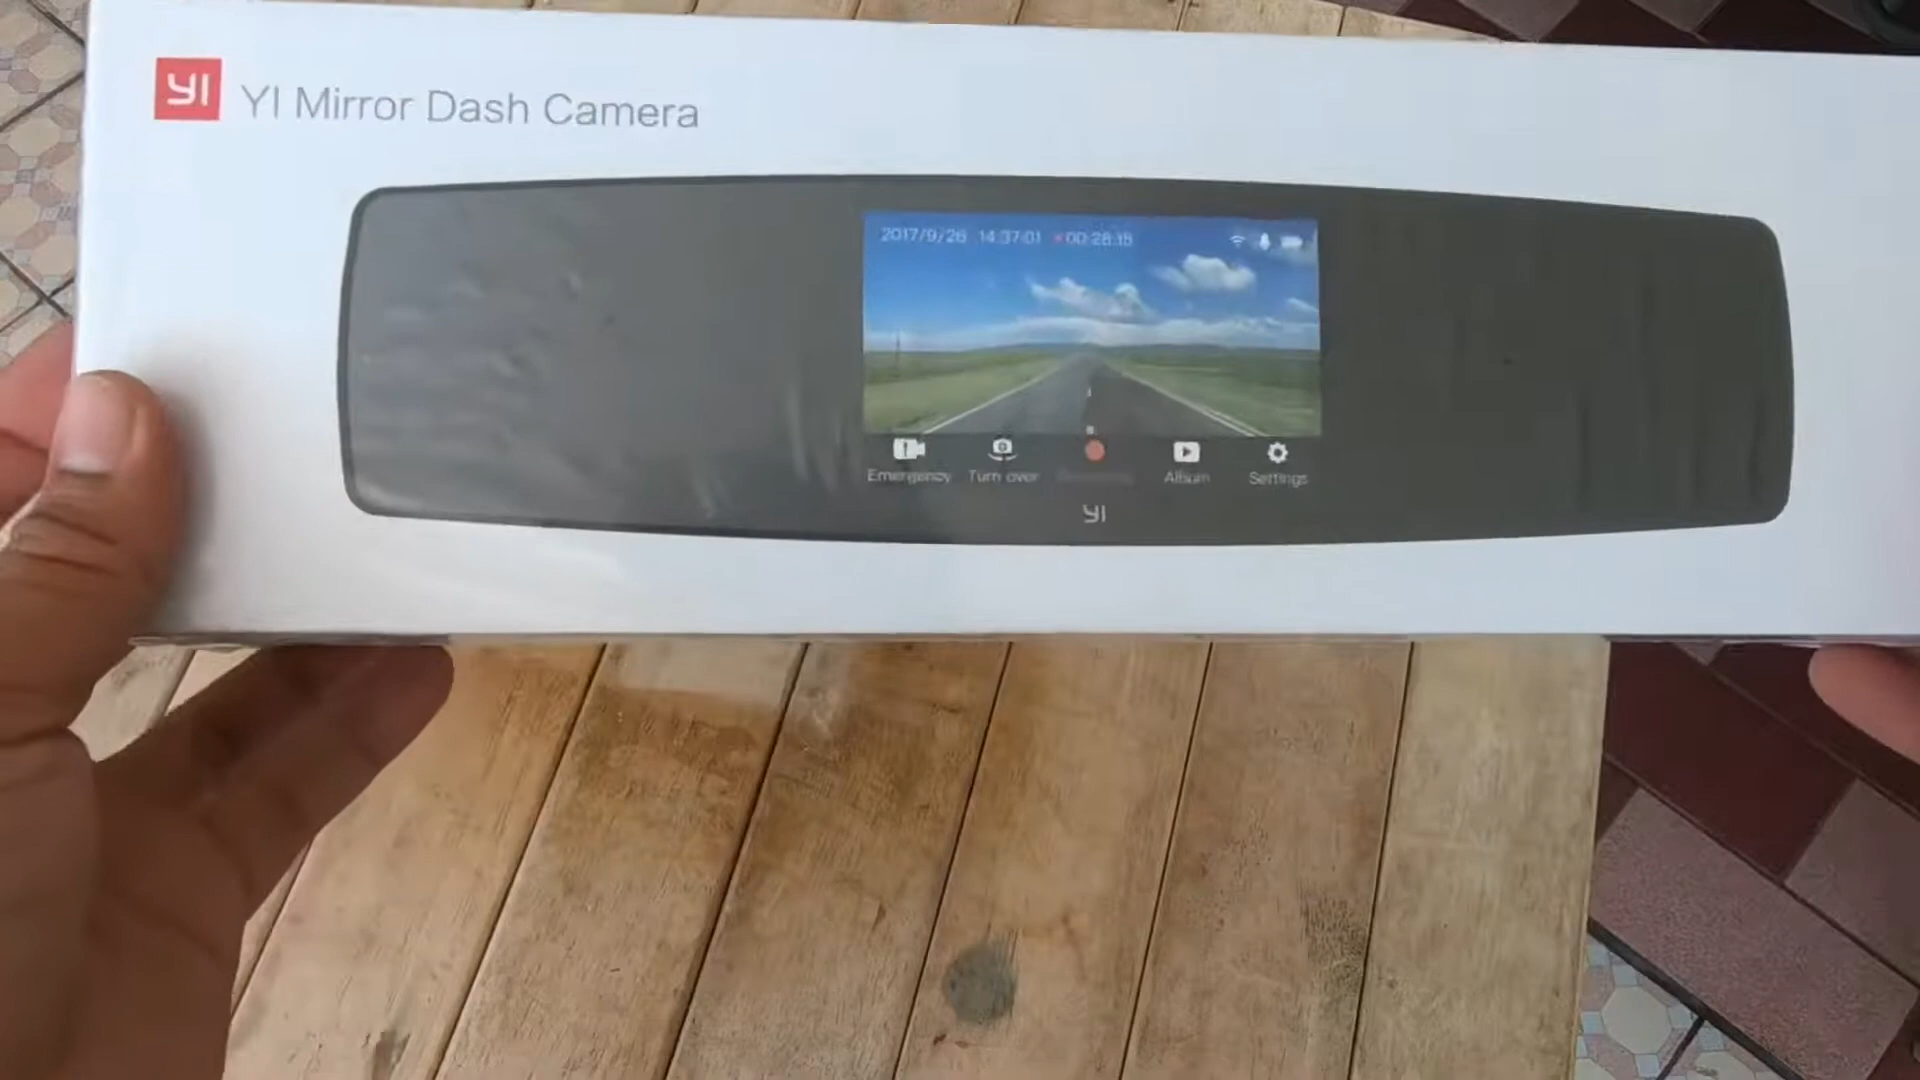 YI YI Mirror Dash Camera
2017/9/26 14:37:01 00:28:15
Emergency Turn over Album Settings
YI